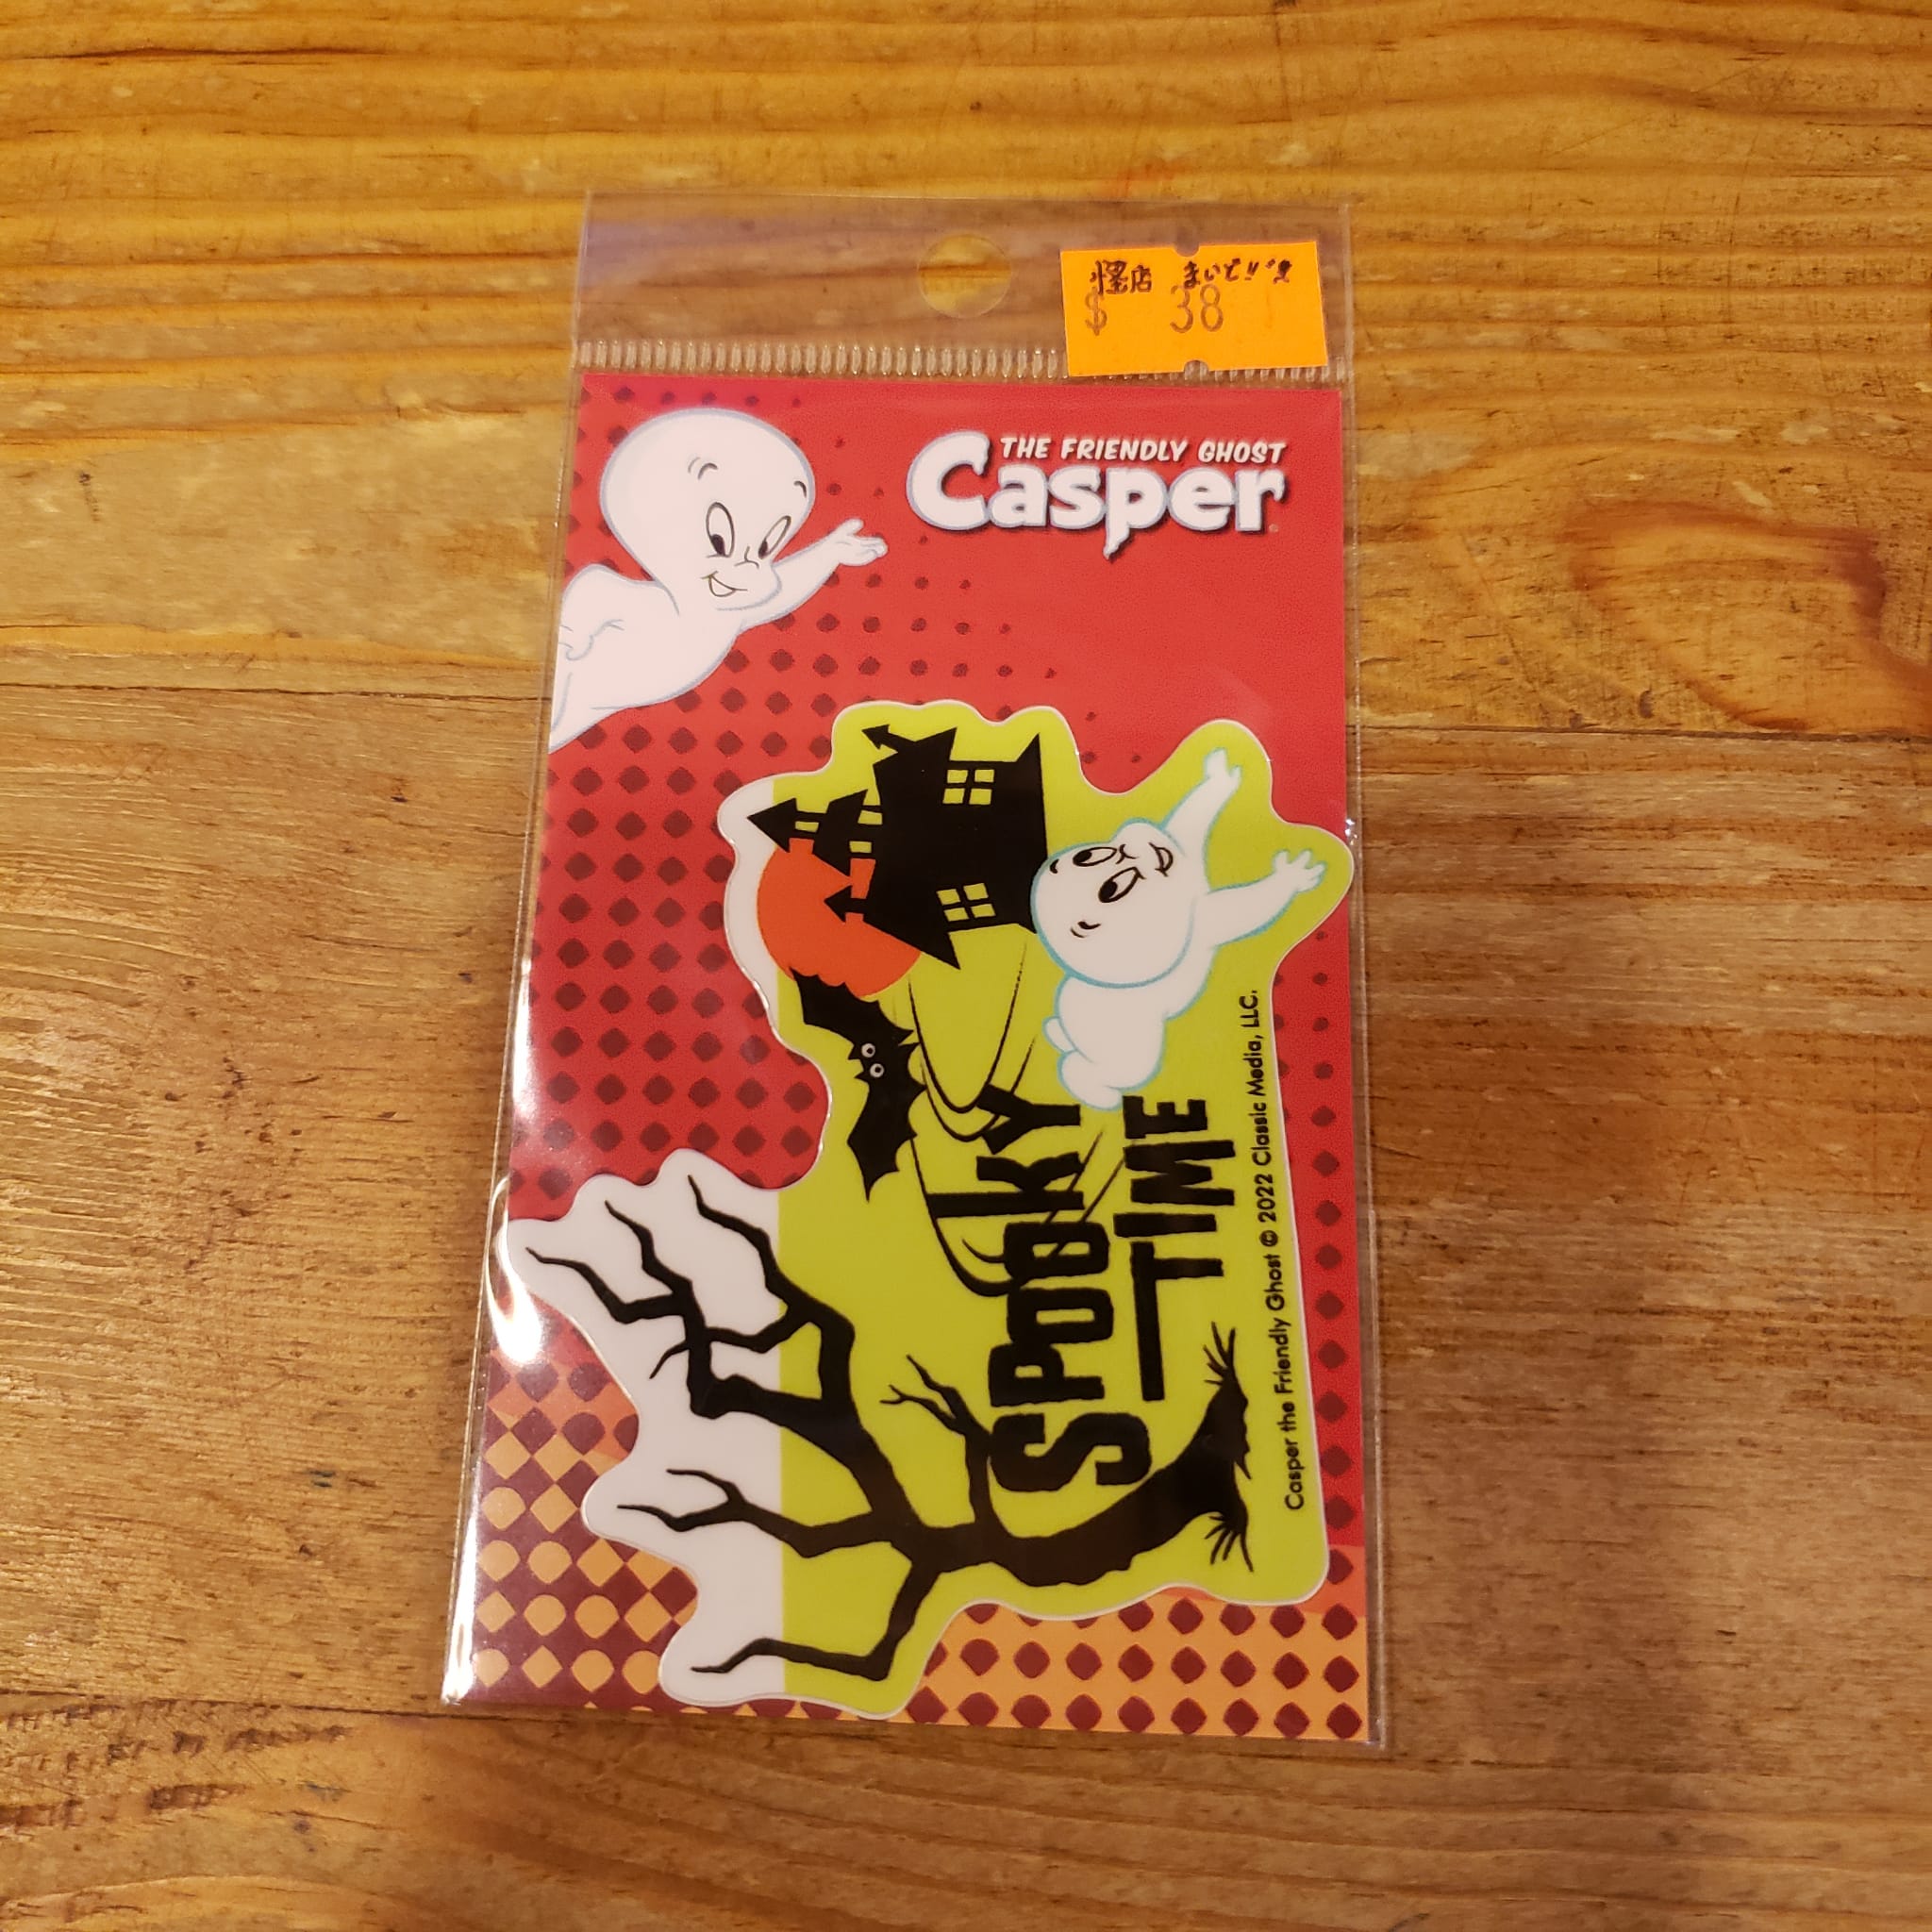 怪店 まいど!!
$ 38
THE FRIENDLY GHOST
Casper
SPOOKY
TIME
Casper the Friendly Ghost © 2022 Classic Media, LLC.